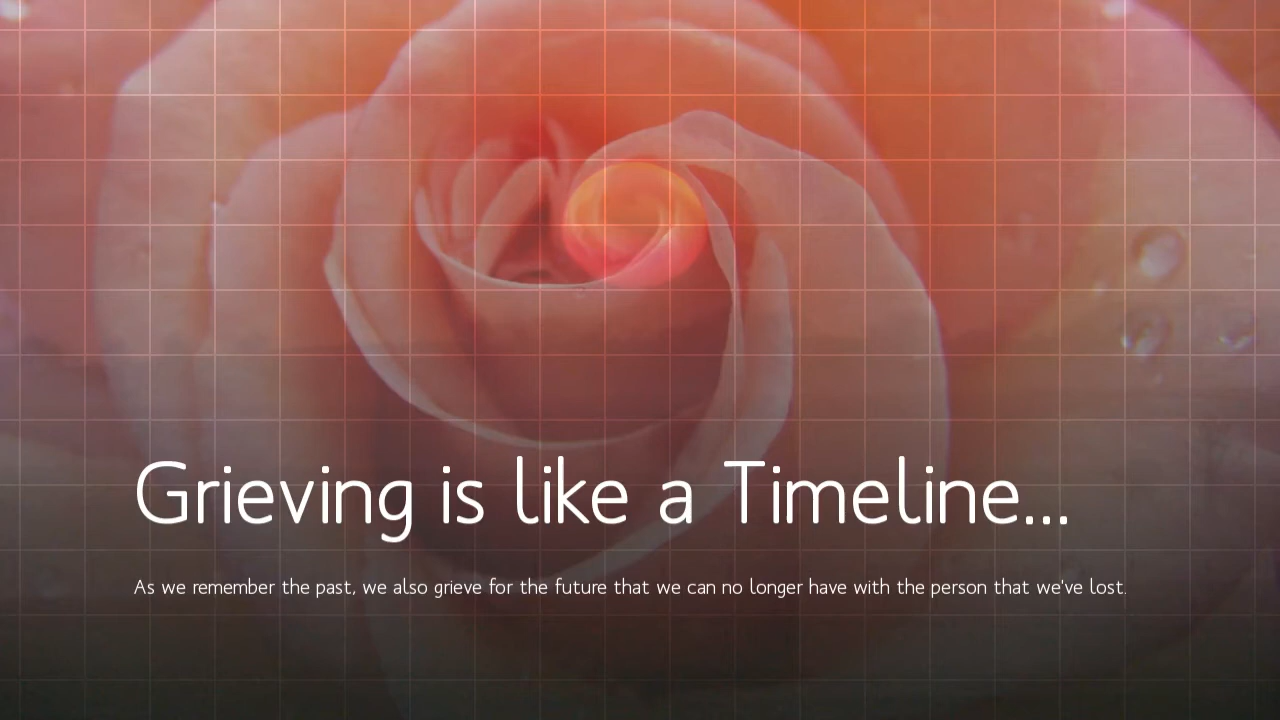 Grieving is like a Timeline...
As we remember the past, we also grieve for the future that we can no longer have with the person that we've lost.